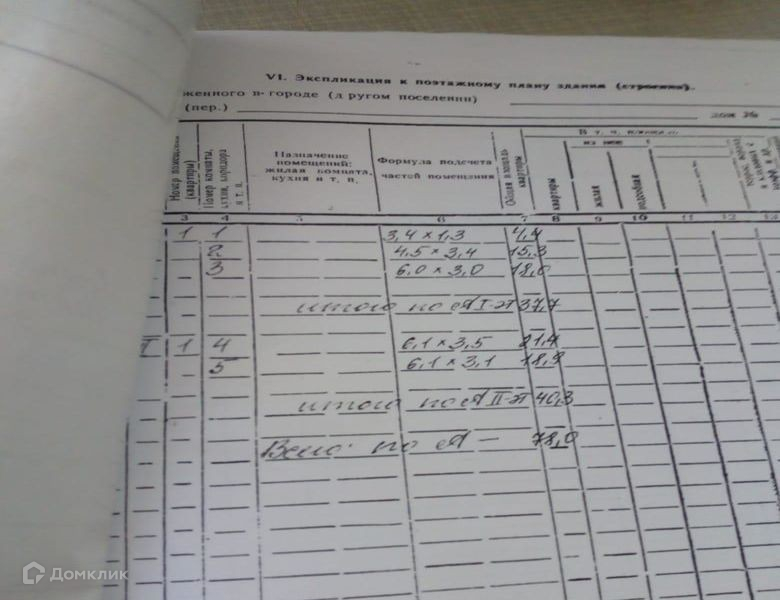 VI. Экспликация к поэтажному плану здания (строения).
женного в городе (другом поселении)
(пер.) дом №
Номер помещения (квартиры)
Номер комнаты, кухни, коридора и т. п.
Назначение помещений: жилая комната, кухня и т. п.
Формула подсчета частей помещения
Общая площадь квартиры
В т. ч.
из нее
квартиры
жилая
подсобная
3 4 5 6 7 8 9 10 11 12 13
1 1 3,4 × 1,3 4,4
2 4,5 × 3,4 15,3
3 6,0 × 3,0 18,0
итого по А I-эт 37,7
1 4 6,1 × 3,5 21,4
5 6,1 × 3,1 18,9
итого по А II-эт 40,3
Всего по А — 78,0
Домклик